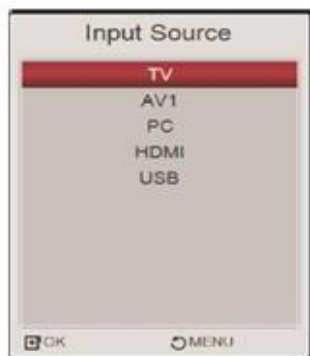 Input Source
TV
AV1
PC
HDMI
USB
OK MENU